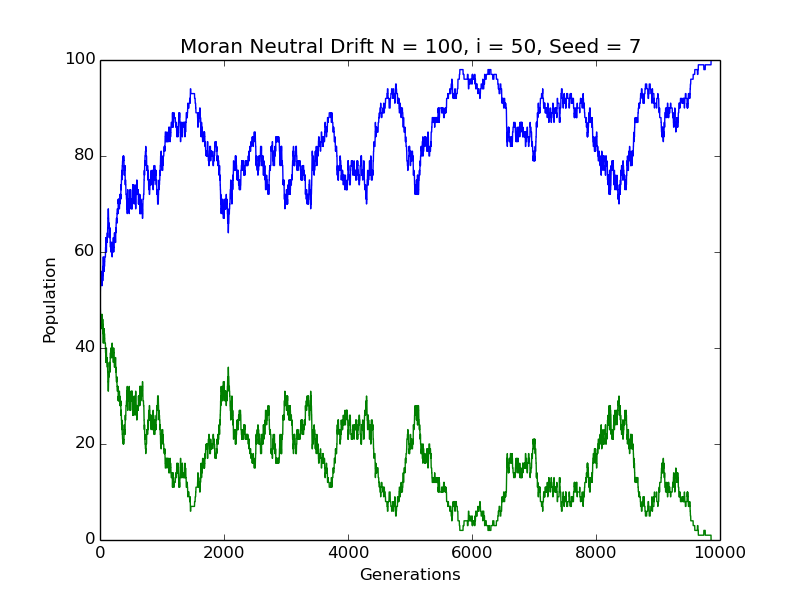 Moran Neutral Drift N = 100, i = 50, Seed = 7
100
80
60
40
20
0
Population
0 2000 4000 6000 8000 10000
Generations